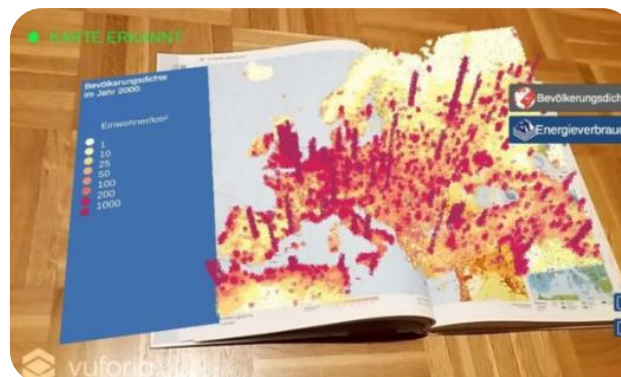 KARTE ERKANNT
Bevölkerungsdichte
im Jahr 2000:
Einwohner/km²
1
10
25
50
100
200
1000
Bevölkerungsdich
Energieverbrau
vuforia